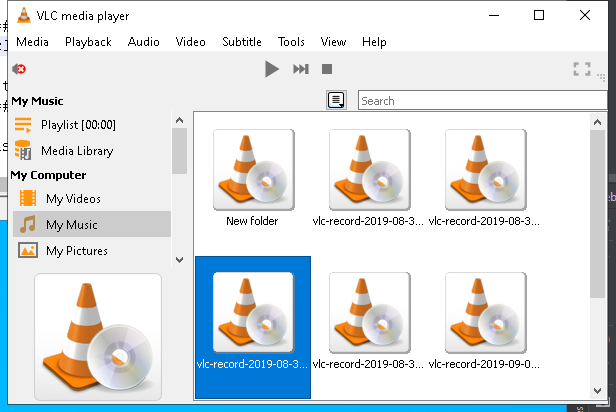 VLC media player
Media Playback Audio Video Subtitle Tools View Help
My Music
Search
Playlist [00:00]
Media Library
My Computer
My Videos
My Music
My Pictures
New folder
vlc-record-2019-08-3...
vlc-record-2019-08-3...
vlc-record-2019-08-3...
vlc-record-2019-08-3...
vlc-record-2019-09-0...